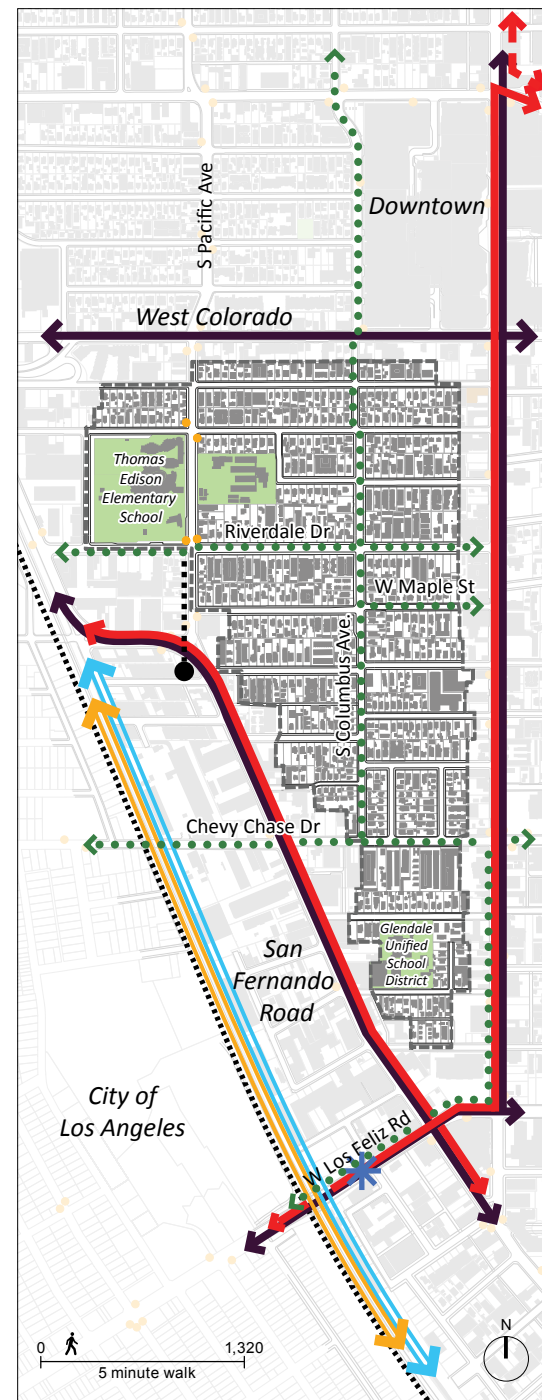 Downtown
S Pacific Ave
West Colorado
Thomas
Edison
Elementary
School
Riverdale Dr
W Maple St
S Columbus Ave.
Chevy Chase Dr
San
Fernando
Road
Glendale
Unified
School
District
City of
Los Angeles
W Los Feliz Rd
N
0 1,320
5 minute walk